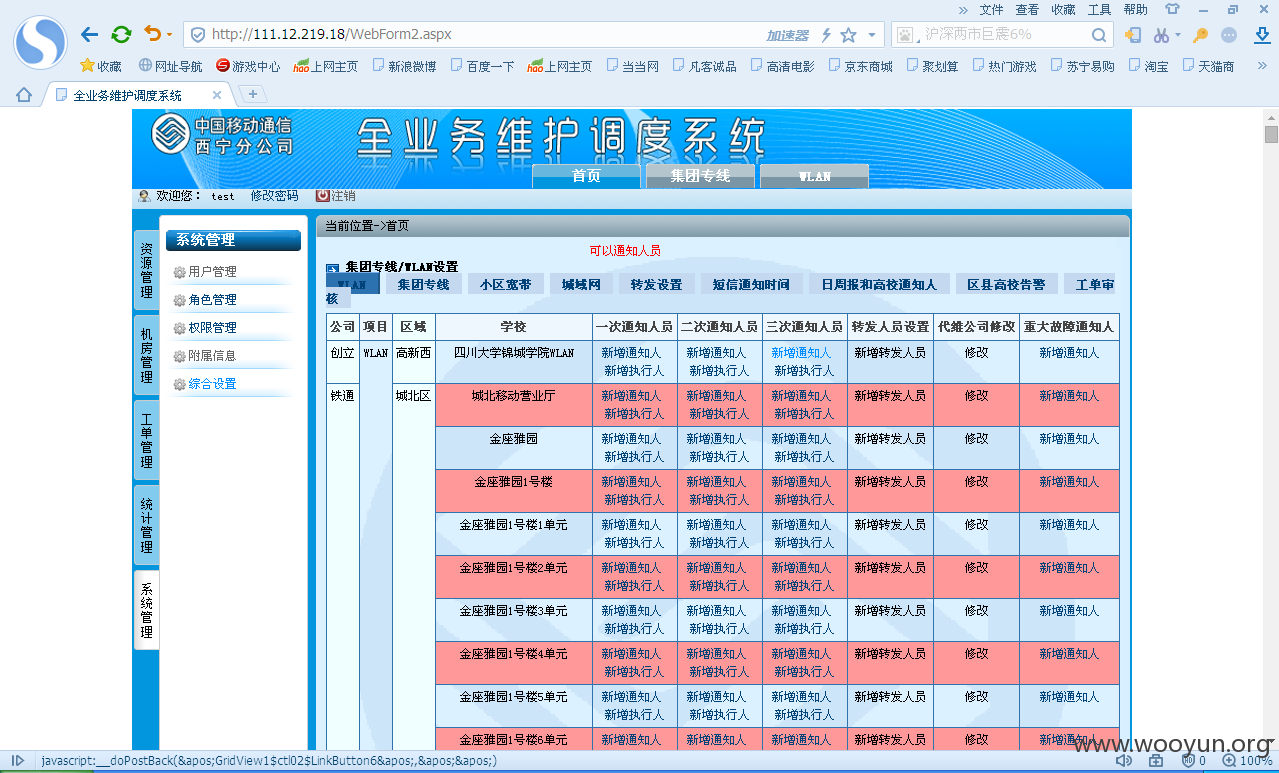 » 文件 查看 收藏 工具 帮助
http://111.12.219.18/WebForm2.aspx 加速器 沪深两市巨震6%
收藏 网址导航 游戏中心 hao上网主页 新浪微博 百度一下 hao上网主页 当当网 凡客诚品 高清电影 京东商城 聚划算 热门游戏 苏宁易购 淘宝 天猫商 »
全业务维护调度系统 × +
中国移动通信
西宁分公司
全业务维护调度系统
首页 集团专线 WLAN
欢迎您： test 修改密码 注销
资源管理
机房管理
工单管理
统计管理
系统管理
系统管理
用户管理
角色管理
权限管理
附属信息
综合设置
当前位置->首页
可以通知人员
集团专线/WLAN设置
WLAN 集团专线 小区宽带 城域网 转发设置 短信通知时间 日周报和高校通知人 区县高校告警 工单审
核
公司 项目 区域 学校 一次通知人员 二次通知人员 三次通知人员 转发人员设置 代维公司修改 重大故障通知人
创立 WLAN 高新西 四川大学锦城学院WLAN 新增通知人 新增通知人 新增通知人 新增转发人员 修改 新增通知人
新增执行人 新增执行人 新增执行人
铁通 城北区 城北移动营业厅 新增通知人 新增通知人 新增通知人 新增转发人员 修改 新增通知人
新增执行人 新增执行人 新增执行人
金座雅园 新增通知人 新增通知人 新增通知人 新增转发人员 修改 新增通知人
新增执行人 新增执行人 新增执行人
金座雅园1号楼 新增通知人 新增通知人 新增通知人 新增转发人员 修改 新增通知人
新增执行人 新增执行人 新增执行人
金座雅园1号楼1单元 新增通知人 新增通知人 新增通知人 新增转发人员 修改 新增通知人
新增执行人 新增执行人 新增执行人
金座雅园1号楼2单元 新增通知人 新增通知人 新增通知人 新增转发人员 修改 新增通知人
新增执行人 新增执行人 新增执行人
金座雅园1号楼3单元 新增通知人 新增通知人 新增通知人 新增转发人员 修改 新增通知人
新增执行人 新增执行人 新增执行人
金座雅园1号楼4单元 新增通知人 新增通知人 新增通知人 新增转发人员 修改 新增通知人
新增执行人 新增执行人 新增执行人
金座雅园1号楼5单元 新增通知人 新增通知人 新增通知人 新增转发人员 修改 新增通知人
新增执行人 新增执行人 新增执行人
金座雅园1号楼6单元 新增通知人 新增通知人 新增通知人 新增转发人员 修改 新增通知人
www.wooyun.org
javascript:__doPostBack(&apos;GridView1$ctl02$LinkButton6&apos;,&apos;&apos;) 0 100%